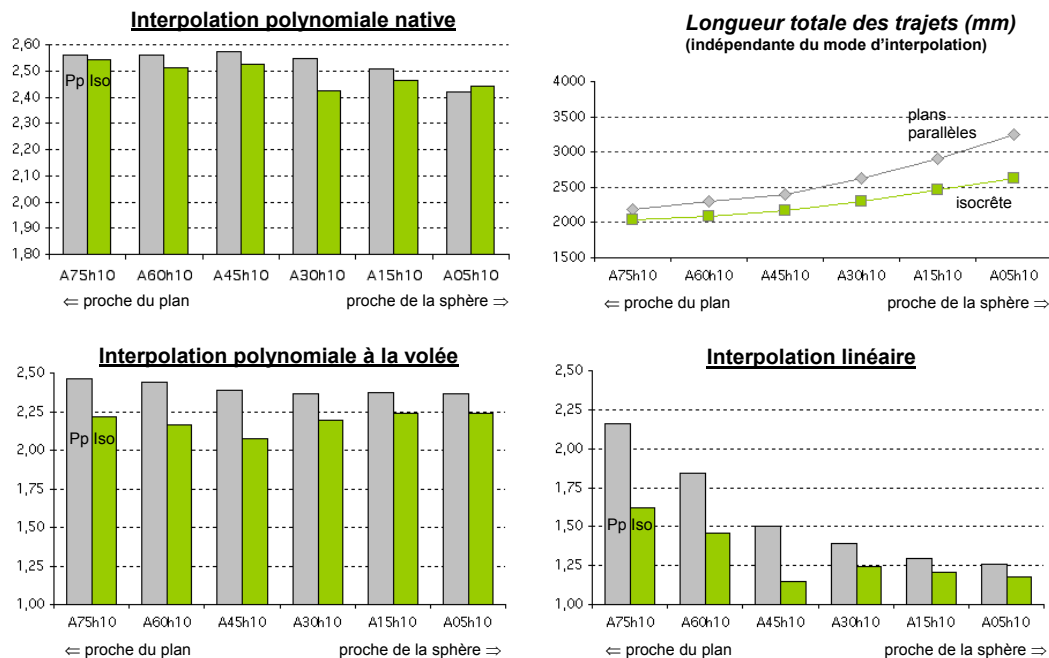 Interpolation polynomiale native
2,60
2,50
2,40
2,30
2,20
2,10
2,00
1,90
1,80
Pp Iso
A75h10 A60h10 A45h10 A30h10 A15h10 A05h10
⇐ proche du plan proche de la sphère ⇒
Longueur totale des trajets (mm)
(indépendante du mode d'interpolation)
4000
3500
3000
2500
2000
1500
plans
parallèles
isocrête
A75h10 A60h10 A45h10 A30h10 A15h10 A05h10
⇐ proche du plan proche de la sphère ⇒
Interpolation polynomiale à la volée
2,50
2,25
2,00
1,75
1,50
1,25
1,00
Pp Iso
A75h10 A60h10 A45h10 A30h10 A15h10 A05h10
⇐ proche du plan proche de la sphère ⇒
Interpolation linéaire
2,50
2,25
2,00
1,75
1,50
1,25
1,00
Pp Iso
A75h10 A60h10 A45h10 A30h10 A15h10 A05h10
⇐ proche du plan proche de la sphère ⇒